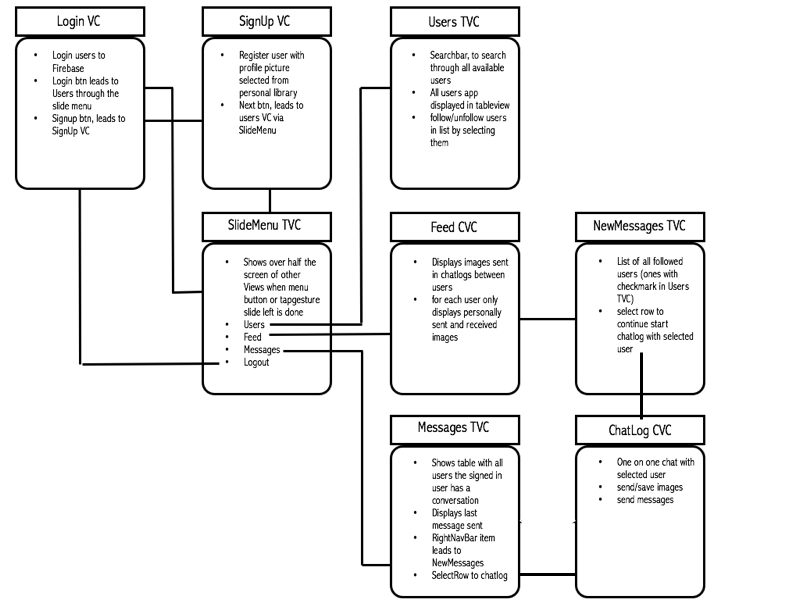 Login VC
• Login users to
Firebase
• Login btn leads to
Users through the
slide menu
• Signup btn, leads to
SignUp VC
SignUp VC
• Register user with
profile picture
selected from
personal library
• Next btn, leads to
users VC via
SlideMenu
Users TVC
• Searchbar, to search
through all available
users
• All users app
displayed in tableview
• follow/unfollow users
in list by selecting
them
SlideMenu TVC
• Shows over half the
screen of other
Views when menu
button or tapgesture
slide left is done
• Users
• Feed
• Messages
• Logout
Feed CVC
• Displays images sent
in chatlogs between
users
• for each user only
displays personally
sent and received
images
NewMessages TVC
• List of all followed
users (ones with
checkmark in Users
TVC)
• select row to
continue start
chatlog with selected
user
Messages TVC
• Shows table with all
users the signed in
user has a
conversation
• Displays last
message sent
• RightNavBar item
leads to
NewMessages
• SelectRow to chatlog
ChatLog CVC
• One on one chat with
selected user
• send/save images
• send messages